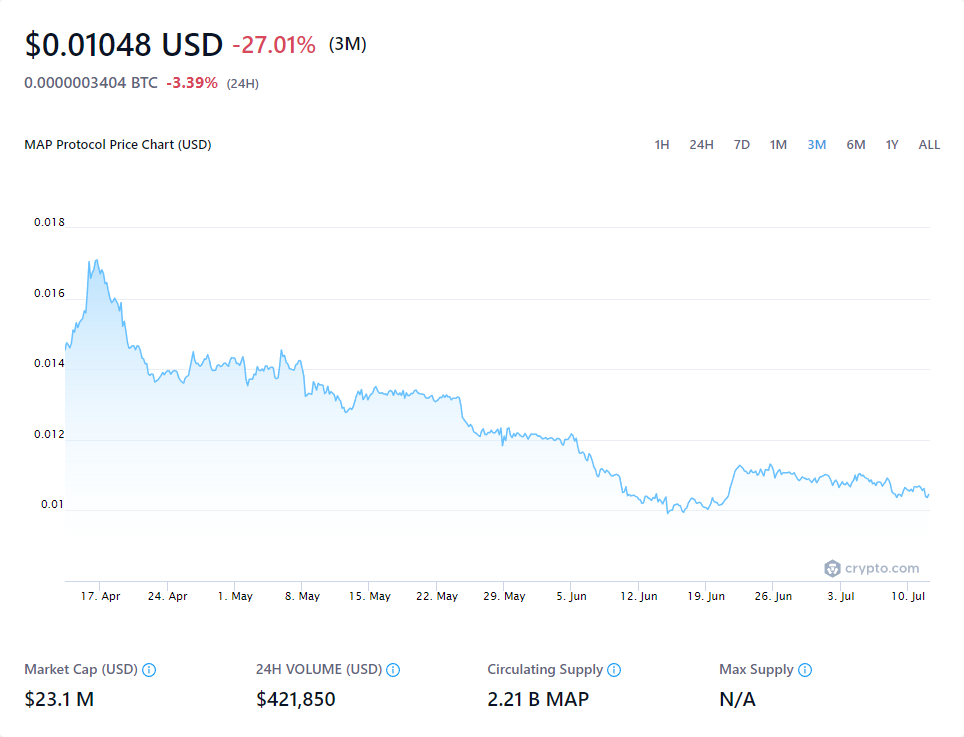 $0.01048 USD -27.01% (3M)
0.0000003404 BTC -3.39% (24H)
MAP Protocol Price Chart (USD) 1H 24H 7D 1M 3M 6M 1Y ALL
0.018
0.016
0.014
0.012
0.01
crypto.com
17. Apr 24. Apr 1. May 8. May 15. May 22. May 29. May 5. Jun 12. Jun 19. Jun 26. Jun 3. Jul 10. Jul
Market Cap (USD) 24H VOLUME (USD) Circulating Supply Max Supply
$23.1 M $421,850 2.21 B MAP N/A